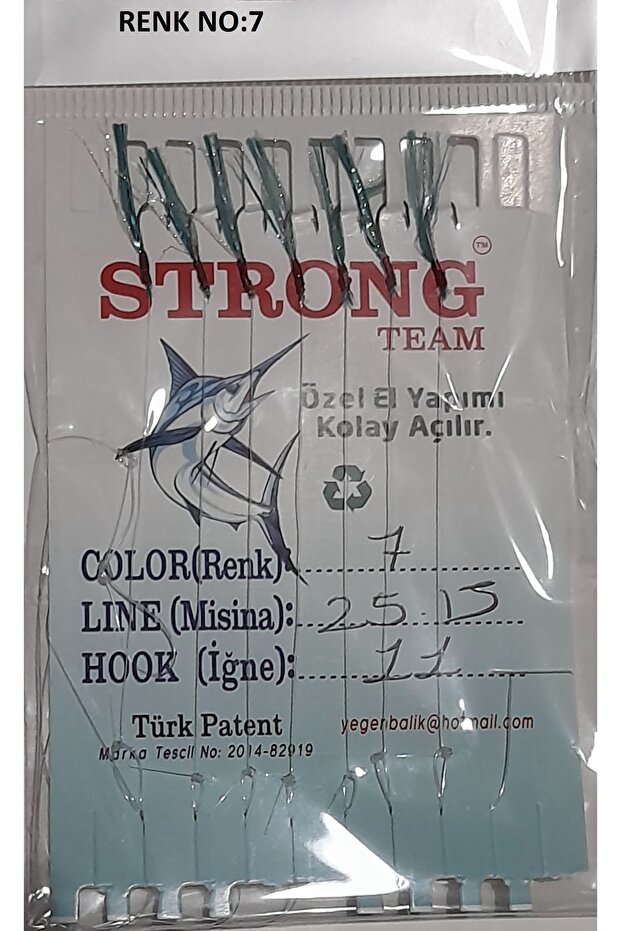 RENK NO:7
STRONG TM
TEAM
Özel El Yapımı
Kolay Açılır.
COLOR(Renk): 7
LINE (Misina): 25.15
HOOK (İğne): 11
Türk Patent
yegenbalik@hotmail.com
Marka Tescil No: 2014-82919